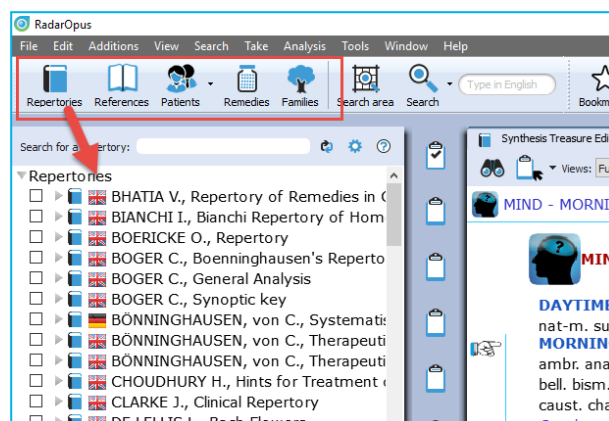 RadarOpus
File Edit Additions View Search Take Analysis Tools Window Help
Repertories References Patients Remedies Families Search area Search Type in English
Search for a
Synthesis Treasure Edi
Views: Fu
Repertories
BHATIA V., Repertory of Remedies in
BIANCHI I., Bianchi Repertory of Hom
BOERICKE O., Repertory
BOGER C., Boenninghausen's Reperto
BOGER C., General Analysis
BOGER C., Synoptic key
BÖNNINGHAUSEN, von C., Systematis
BÖNNINGHAUSEN, von C., Therapeuti
BÖNNINGHAUSEN, von C., Therapeuti
CHOUDHURY H., Hints for Treatment
CLARKE J., Clinical Repertory
MIND - MORNI
MIN
DAYTIME
nat-m. su
MORNING
ambr. ana
bell. bism.
caust. cha